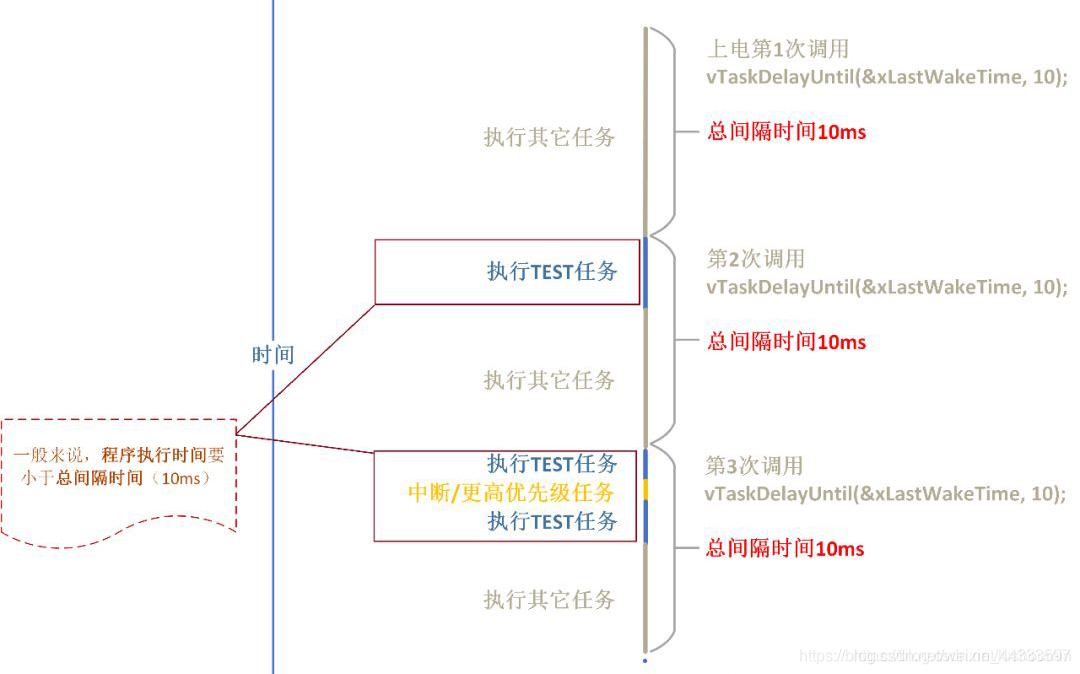 上电第1次调用
vTaskDelayUntil(&xLastWakeTime, 10);
执行其它任务
总间隔时间10ms
执行TEST任务
第2次调用
vTaskDelayUntil(&xLastWakeTime, 10);
总间隔时间10ms
时间
执行其它任务
一般来说，程序执行时间要
小于总间隔时间（10ms）
执行TEST任务
中断/更高优先级任务
执行TEST任务
第3次调用
vTaskDelayUntil(&xLastWakeTime, 10);
总间隔时间10ms
执行其它任务